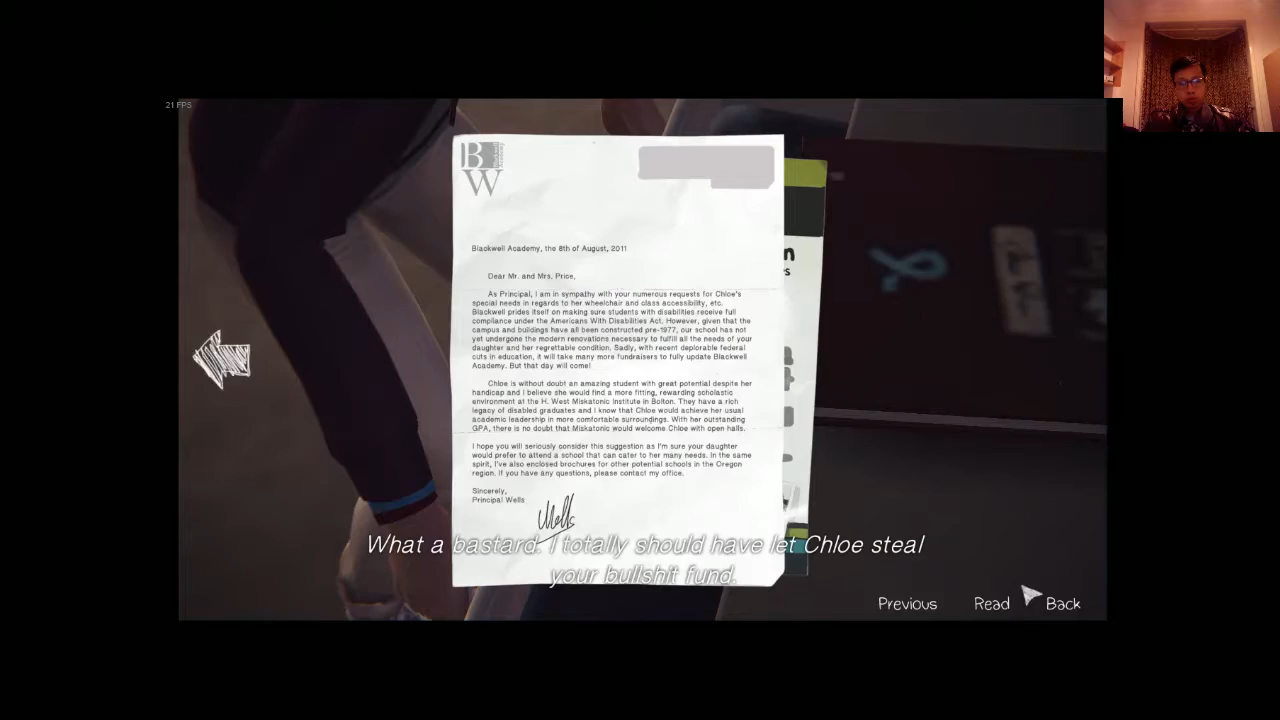 21 FPS
B
W
Blackwell
Academy
Blackwell Academy, the 8th of August, 2011
Dear Mr. and Mrs. Price,
As Principal, I am in sympathy with your numerous requests for Chloe's
special needs in regards to her wheelchair and class accessibility, etc.
Blackwell prides itself on making sure students with disabilities receive full
compliance under the Americans With Disabilities Act. However, given that the
campus and buildings have all been constructed pre-1977, our school has not
yet undergone the modern renovations necessary to fulfill all the needs of your
daughter and her regrettable condition. Sadly, with recent deplorable federal
cuts in education, it will take many more fundraisers to fully update Blackwell
Academy. But that day will come!
Chloe is without doubt an amazing student with great potential despite her
handicap and I believe she would find a more fitting, rewarding scholastic
environment at the H. West Miskatonic Institute in Bolton. They have a rich
legacy of disabled graduates and I know that Chloe would achieve her usual
academic leadership in more comfortable surroundings. With her outstanding
GPA, there is no doubt that Miskatonic would welcome Chloe with open halls.
I hope you will seriously consider this suggestion as I'm sure your daughter
would prefer to attend a school that can cater to her many needs. In the same
spirit, I've also enclosed brochures for other potential schools in the Oregon
region. If you have any questions, please contact my office.
Sincerely,
Principal Wells
Wells
What a bastard. I totally should have let Chloe steal
your bullshit fund.
Previous Read Back